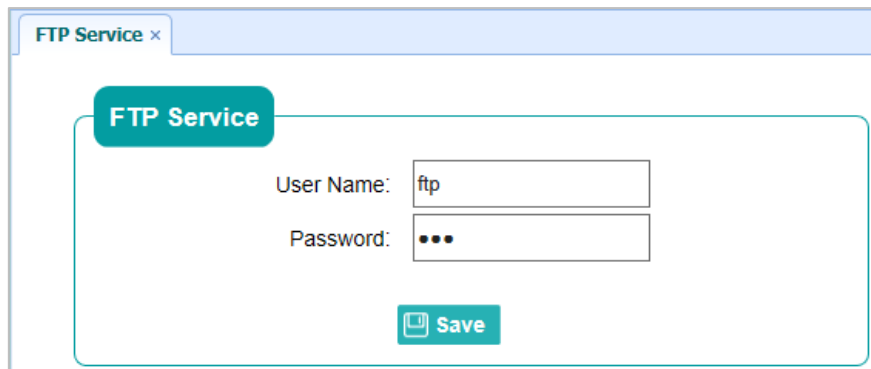 FTP Service ×
FTP Service
User Name: ftp
Password: •••
Save